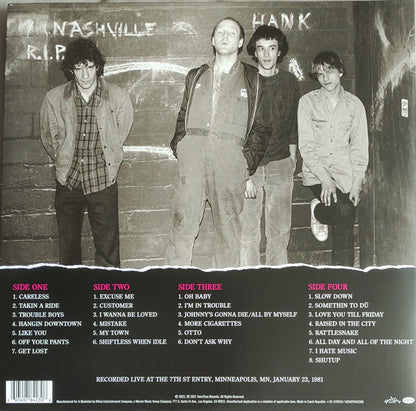 NASHVILLE
R.I.P.
HANK
SIDE ONE
1. CARELESS
2. TAKIN A RIDE
3. TROUBLE BOYS
4. HANGIN DOWNTOWN
5. LIKE YOU
6. OFF YOUR PANTS
7. GET LOST
SIDE TWO
1. EXCUSE ME
2. CUSTOMER
3. I WANNA BE LOVED
4. MISTAKE
5. MY TOWN
6. SHIFTLESS WHEN IDLE
SIDE THREE
1. OH BABY
2. I'M IN TROUBLE
3. JOHNNY'S GONNA DIE/ALL BY MYSELF
4. MORE CIGARETTES
5. OTTO
6. DON'T ASK WHY
SIDE FOUR
1. SLOW DOWN
2. SOMETHIN TO DÜ
3. LOVE YOU TILL FRIDAY
4. RAISED IN THE CITY
5. RATTLESNAKE
6. ALL DAY AND ALL OF THE NIGHT
7. I HATE MUSIC
8. SHUTUP
RECORDED LIVE AT THE 7TH ST ENTRY, MINNEAPOLIS, MN, JANUARY 23, 1981